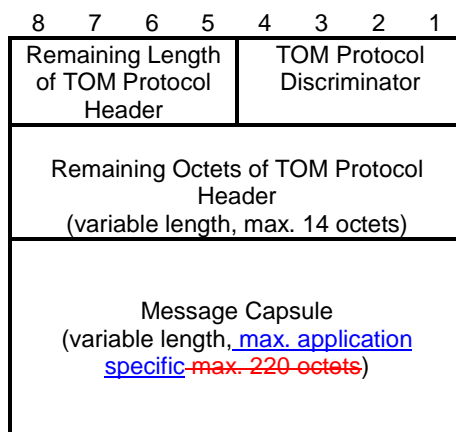 8 7 6 5 4 3 2 1
Remaining Length
of TOM Protocol
Header
TOM Protocol
Discriminator
Remaining Octets of TOM Protocol
Header
(variable length, max. 14 octets)
Message Capsule
(variable length, max. application
specific max. 220 octets)